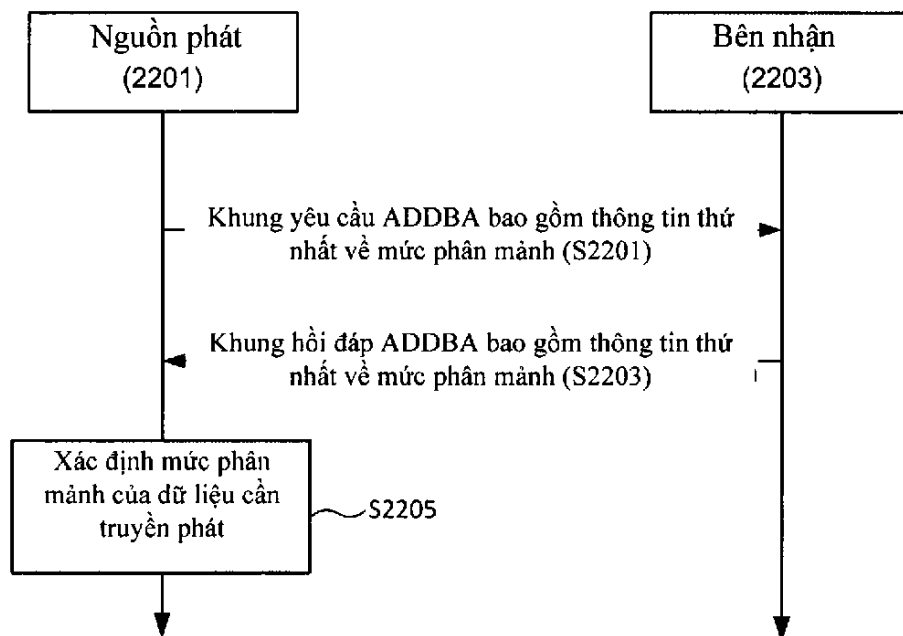 Nguồn phát
(2201)
Bên nhận
(2203)
Khung yêu cầu ADDBA bao gồm thông tin thứ
nhất về mức phân mảnh (S2201)
Khung hồi đáp ADDBA bao gồm thông tin thứ
nhất về mức phân mảnh (S2203)
Xác định mức phân
mảnh của dữ liệu cần
truyền phát
S2205